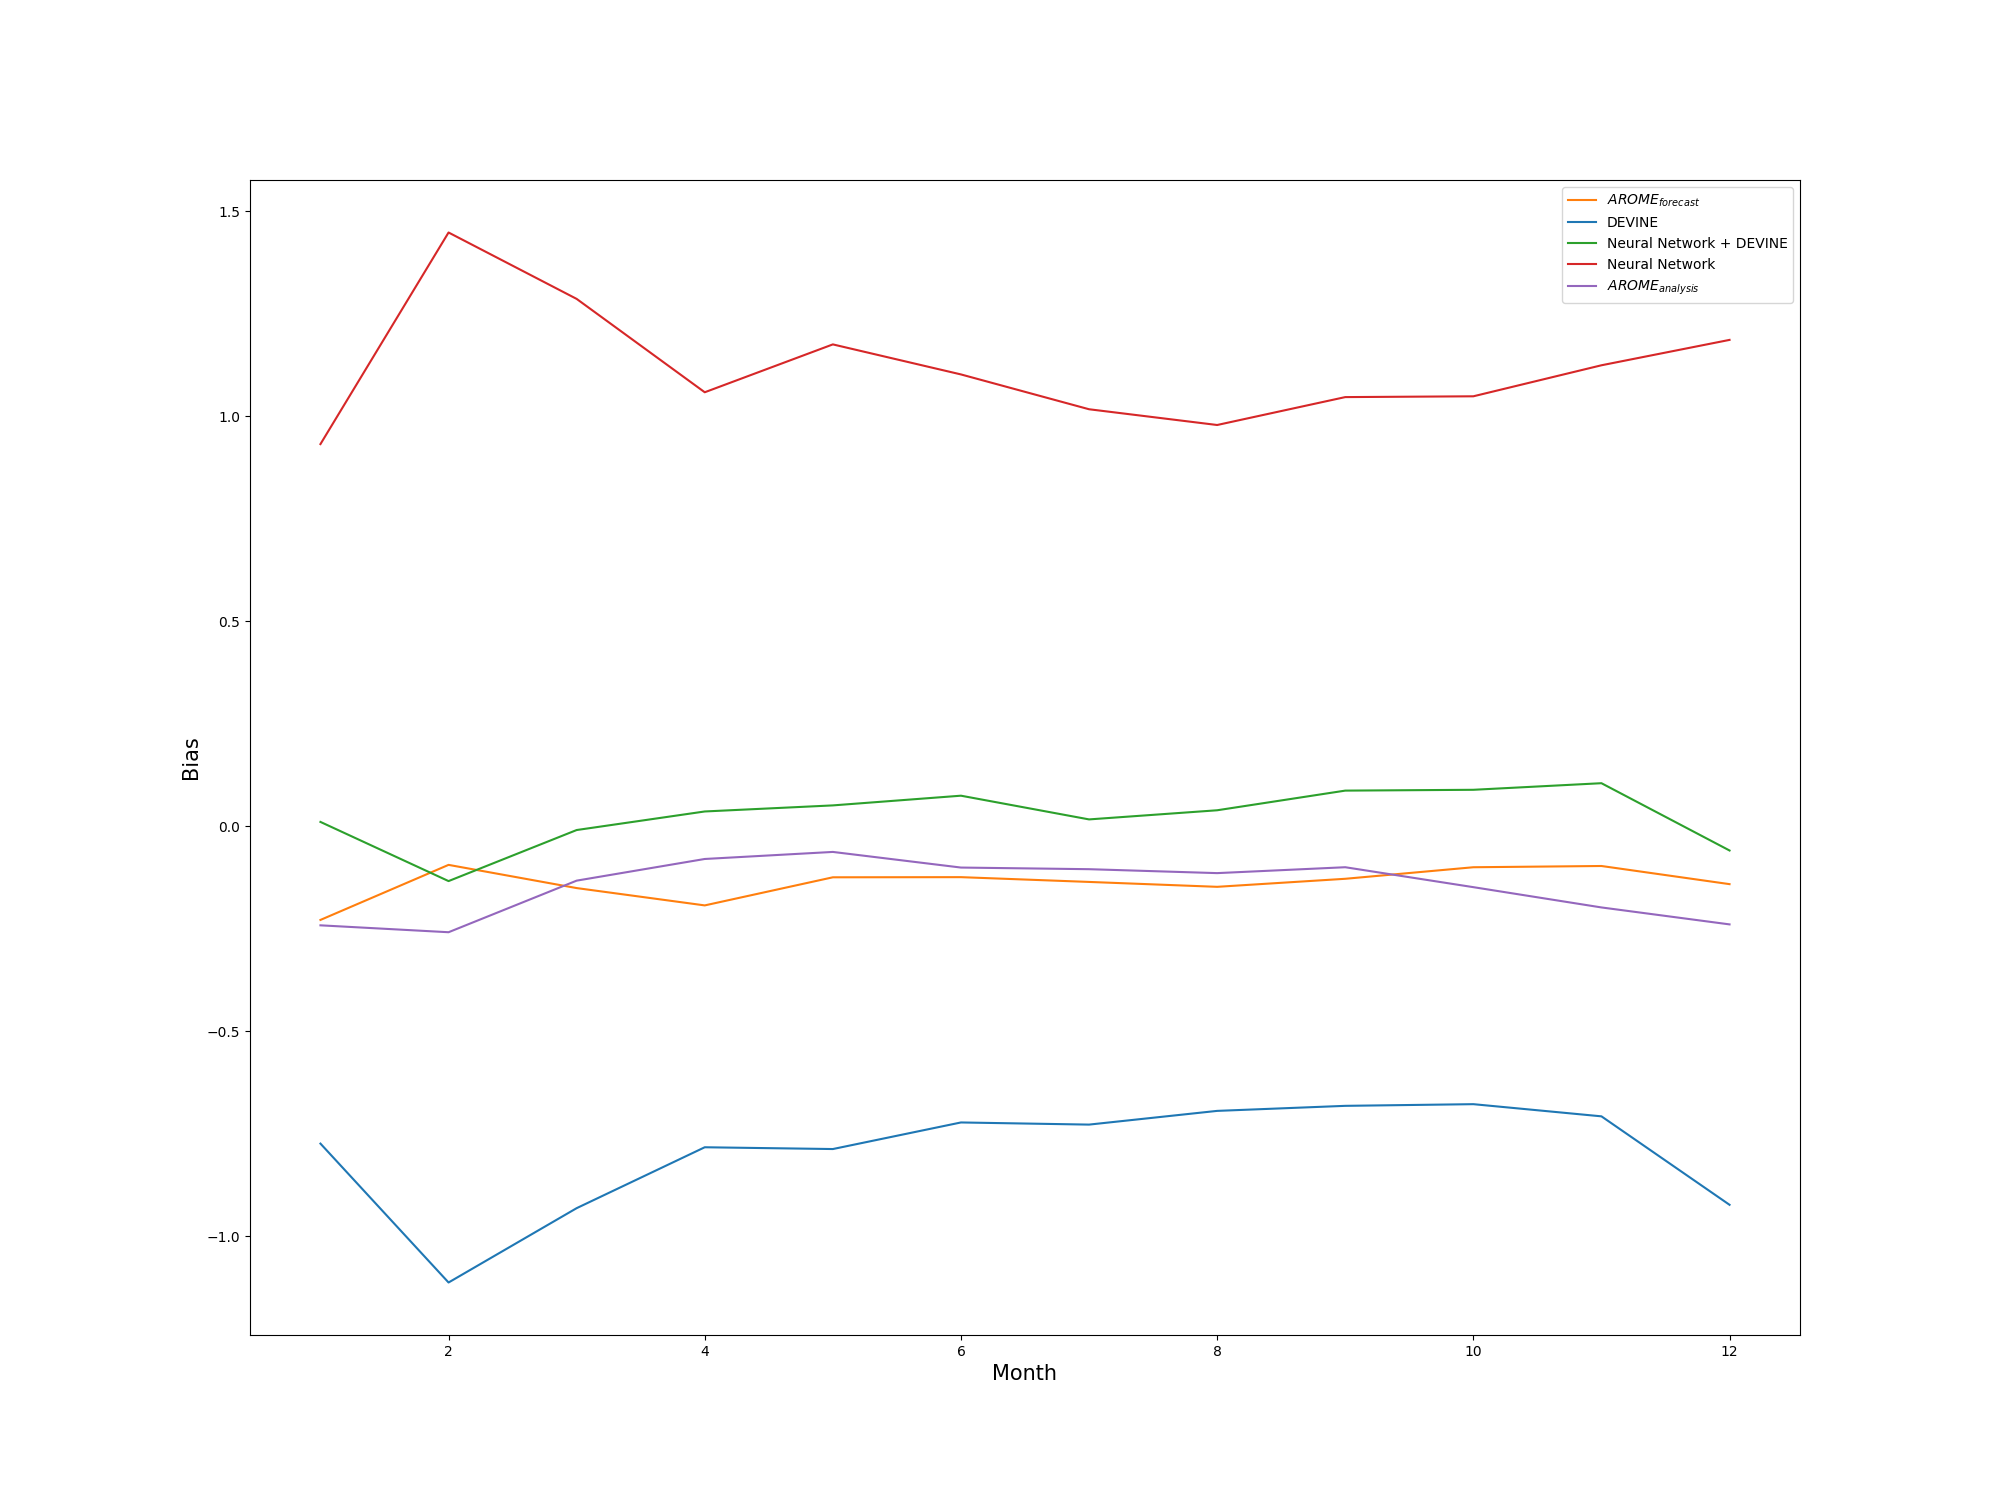 1.5
1.0
0.5
0.0
−0.5
−1.0
Bias
2
4
6
8
10
12
Month
AROME_forecast
DEVINE
Neural Network + DEVINE
Neural Network
AROME_analysis